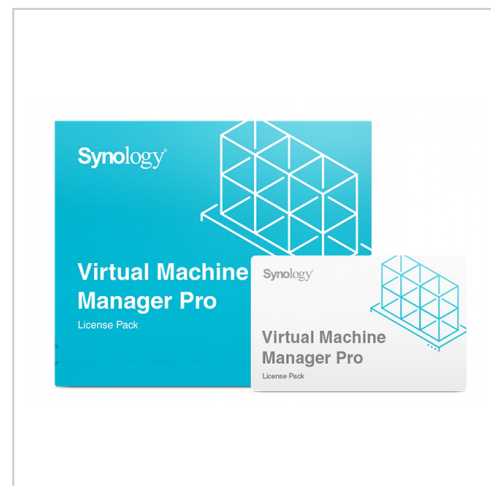 Synology®
Virtual Machine
Manager Pro
License Pack
Synology®
Virtual Machine
Manager Pro
License Pack